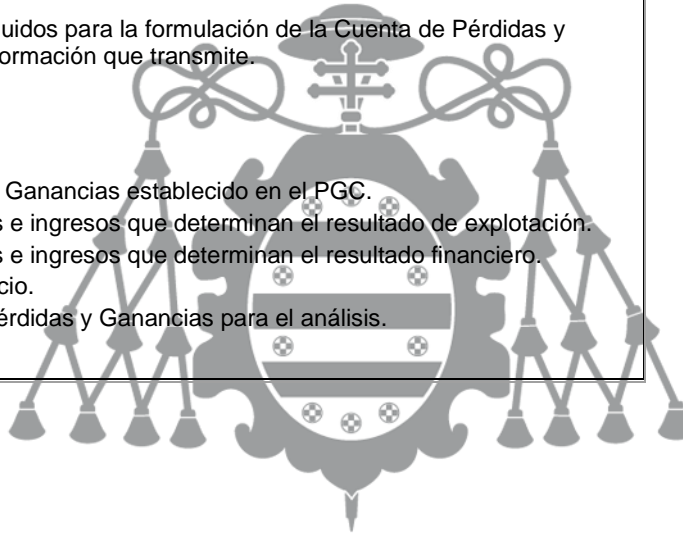 uidos para la formulación de la Cuenta de Pérdidas y
ormación que transmite.
Ganancias establecido en el PGC.
s e ingresos que determinan el resultado de explotación.
s e ingresos que determinan el resultado financiero.
cio.
érdidas y Ganancias para el análisis.